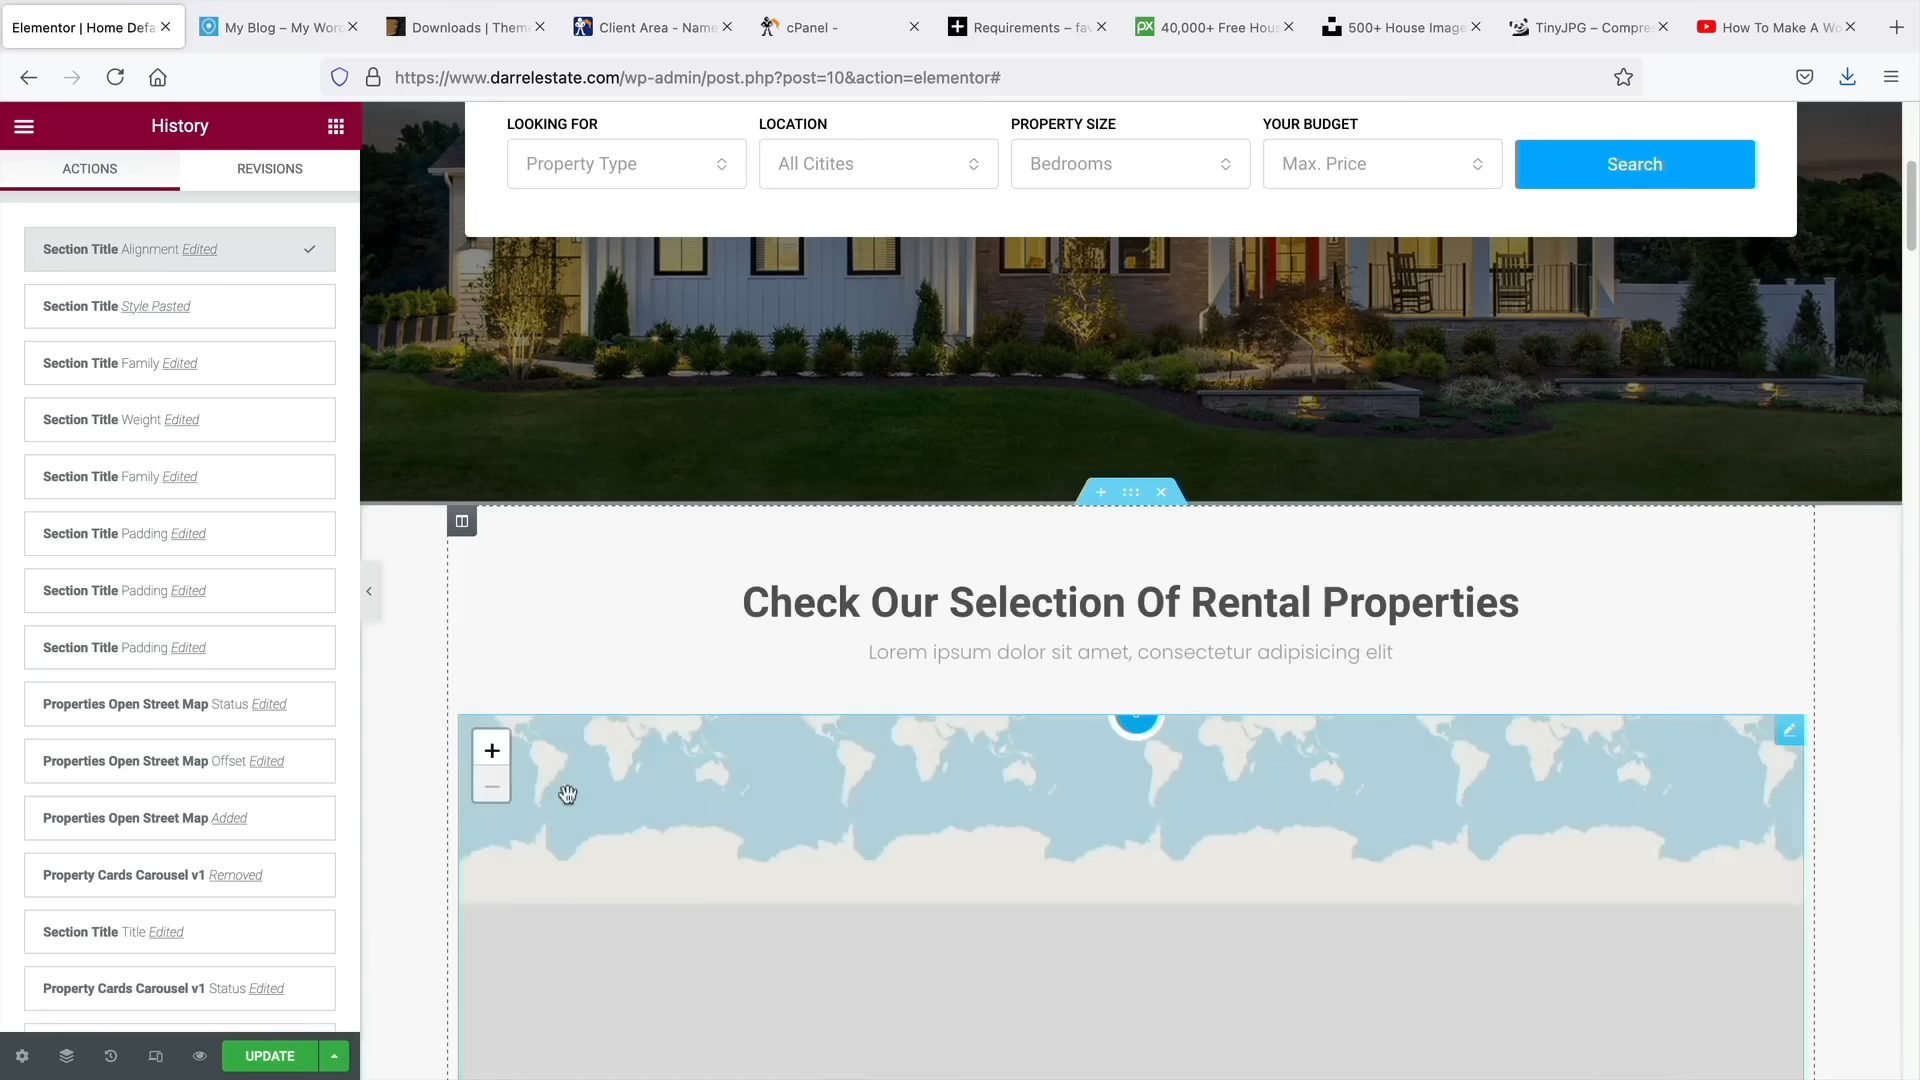 Elementor | Home Defa
My Blog – My Wor
Downloads | Them
Client Area - Name
cPanel -
Requirements – fav
40,000+ Free Hous
500+ House Image
TinyJPG – Compre
How To Make A Wo
https://www.darrelestate.com/wp-admin/post.php?post=10&action=elementor#
History
ACTIONS
REVISIONS
Section Title Alignment Edited
Section Title Style Pasted
Section Title Family Edited
Section Title Weight Edited
Section Title Family Edited
Section Title Padding Edited
Section Title Padding Edited
Section Title Padding Edited
Properties Open Street Map Status Edited
Properties Open Street Map Offset Edited
Properties Open Street Map Added
Property Cards Carousel v1 Removed
Section Title Title Edited
Property Cards Carousel v1 Status Edited
UPDATE
LOOKING FOR
Property Type
LOCATION
All Citites
PROPERTY SIZE
Bedrooms
YOUR BUDGET
Max. Price
Search
Check Our Selection Of Rental Properties
Lorem ipsum dolor sit amet, consectetur adipisicing elit